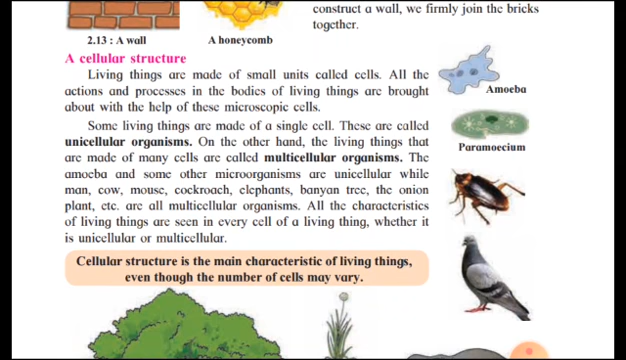 construct a wall, we firmly join the bricks
together.
2.13 : A wall
A honeycomb
A cellular structure
Living things are made of small units called cells. All the
actions and processes in the bodies of living things are brought
about with the help of these microscopic cells.
Some living things are made of a single cell. These are called
unicellular organisms. On the other hand, the living things that
are made of many cells are called multicellular organisms. The
amoeba and some other microorganisms are unicellular while
man, cow, mouse, cockroach, elephants, banyan tree, the onion
plant, etc. are all multicellular organisms. All the characteristics
of living things are seen in every cell of a living thing, whether it
is unicellular or multicellular.
Amoeba
Paramoecium
Cellular structure is the main characteristic of living things,
even though the number of cells may vary.